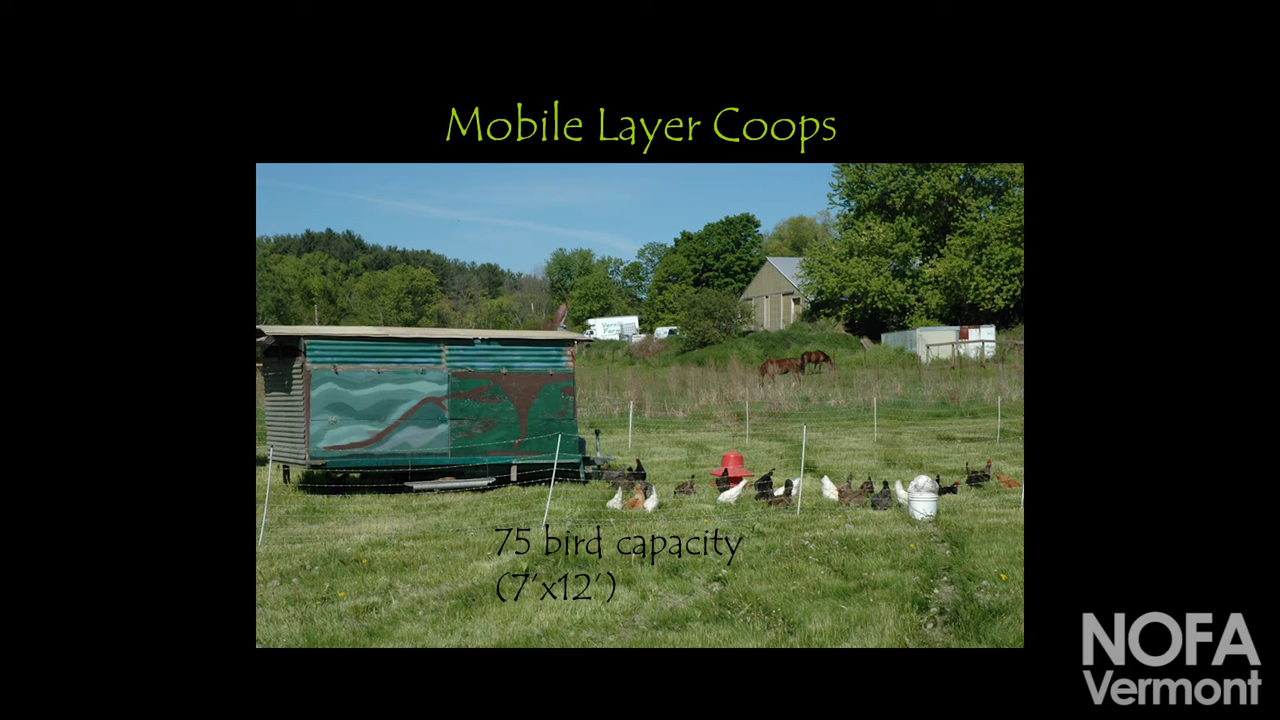 Mobile Layer Coops
75 bird capacity
(7'x12')
NOFA
Vermont